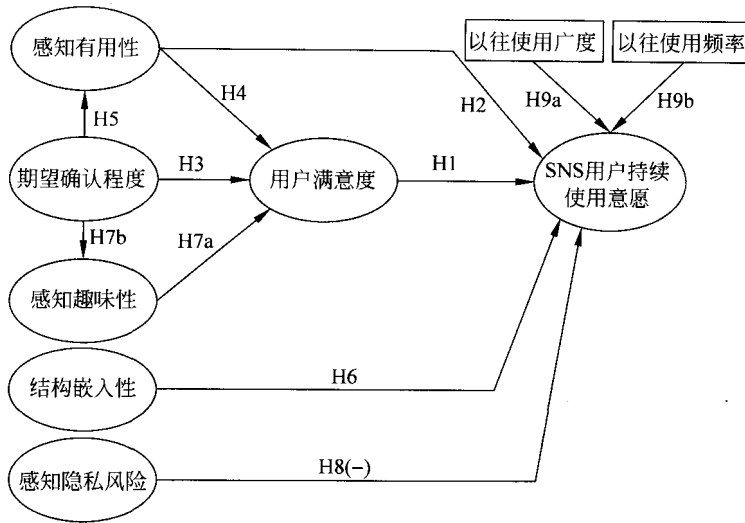 感知有用性
以往使用广度
以往使用频率
H4
H2
H9a
H9b
H5
期望确认程度
H3
用户满意度
H1
SNS用户持续
使用意愿
H7b
H7a
感知趣味性
结构嵌入性
H6
感知隐私风险
H8(−)